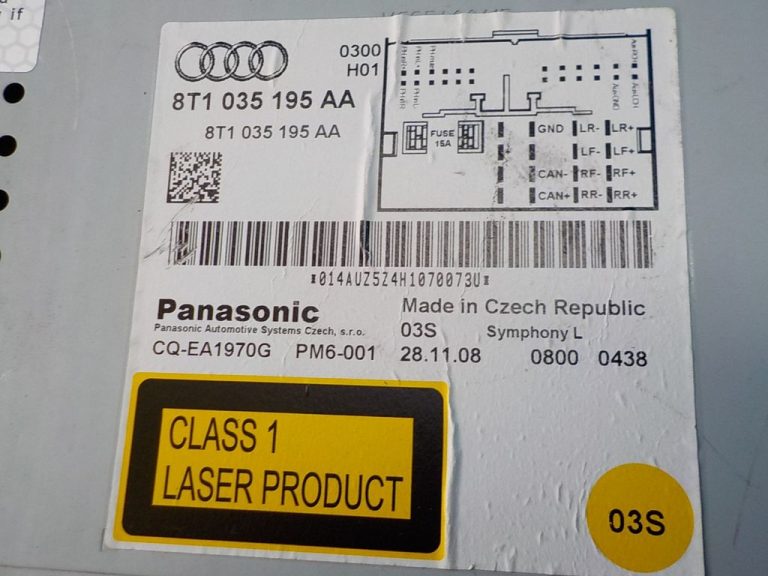 if
0300
H01
8T1 035 195 AA
8T1 035 195 AA
FUSE
15A
GND LR- LR+
+ LF- LF+
CAN- RF- RF+
CAN+ RR- RR+
*014AUZ5Z4H1070073U*
Panasonic
Panasonic Automotive Systems Czech, s.r.o.
CQ-EA1970G PM6-001
Made in Czech Republic
03S Symphony L
28.11.08 0800 0438
CLASS 1
LASER PRODUCT
03S